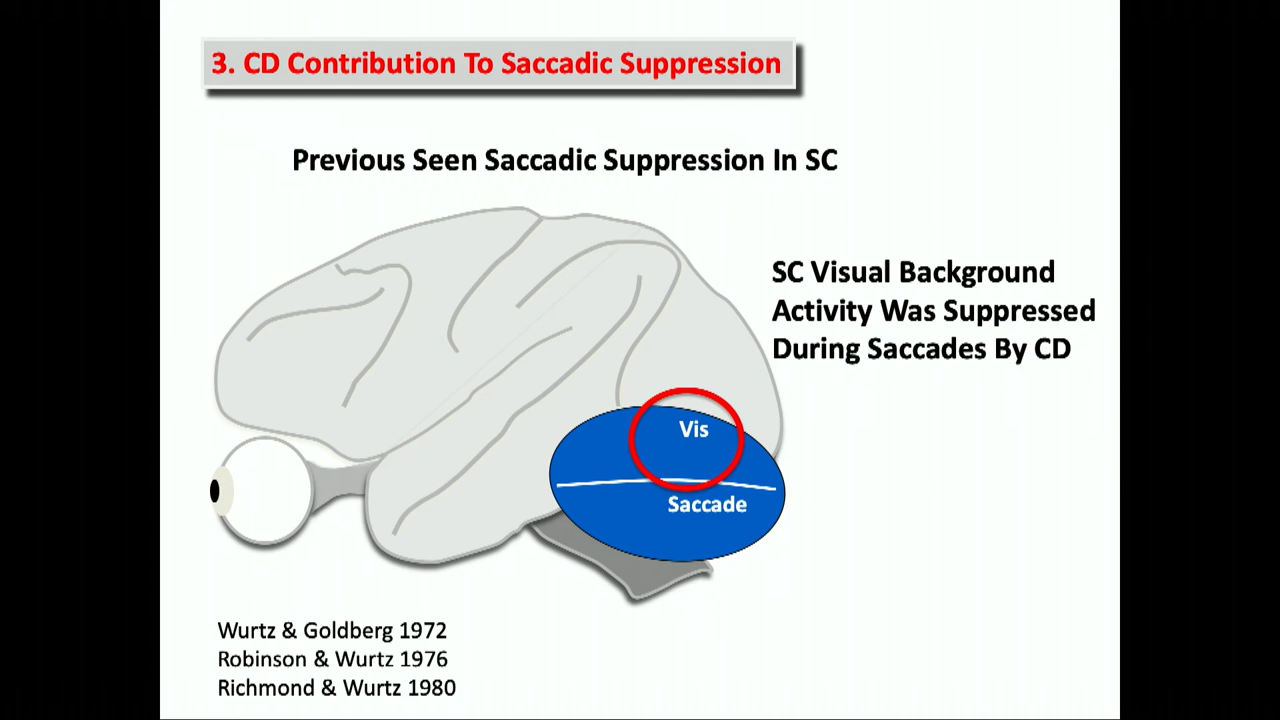 3. CD Contribution To Saccadic Suppression
Previous Seen Saccadic Suppression In SC
SC Visual Background
Activity Was Suppressed
During Saccades By CD
Vis
Saccade
Wurtz & Goldberg 1972
Robinson & Wurtz 1976
Richmond & Wurtz 1980